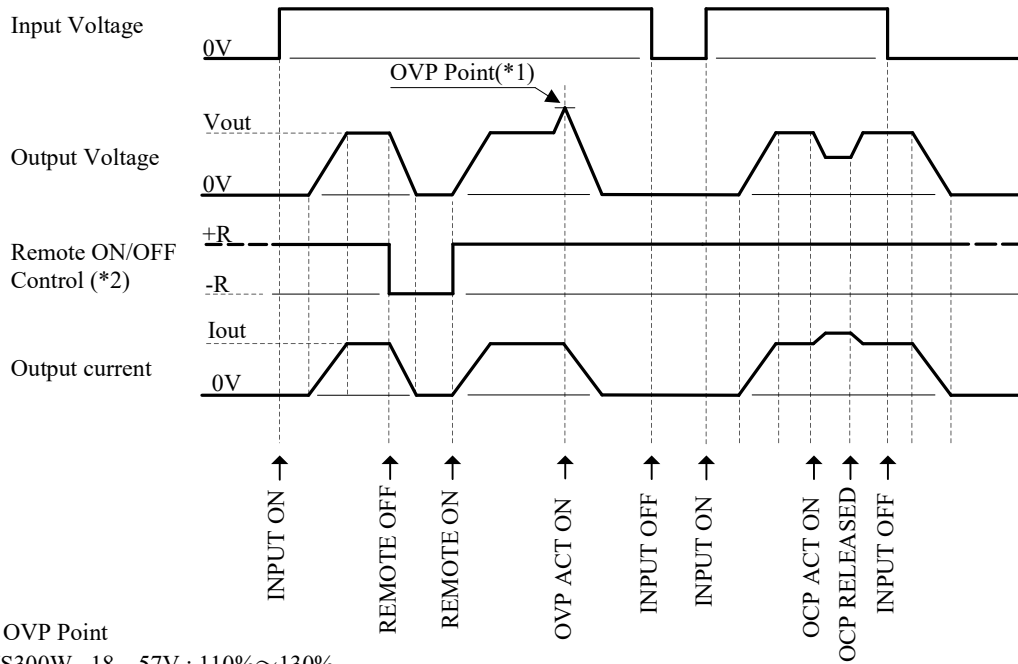 Input Voltage
0V
OVP Point(*1)
Vout
Output Voltage
0V
+R
Remote ON/OFF
Control (*2)
-R
Iout
Output current
0V
INPUT ON
REMOTE OFF
REMOTE ON
OVP ACT ON
INPUT OFF
INPUT ON
OCP ACT ON
OCP RELEASED
INPUT OFF
OVP Point